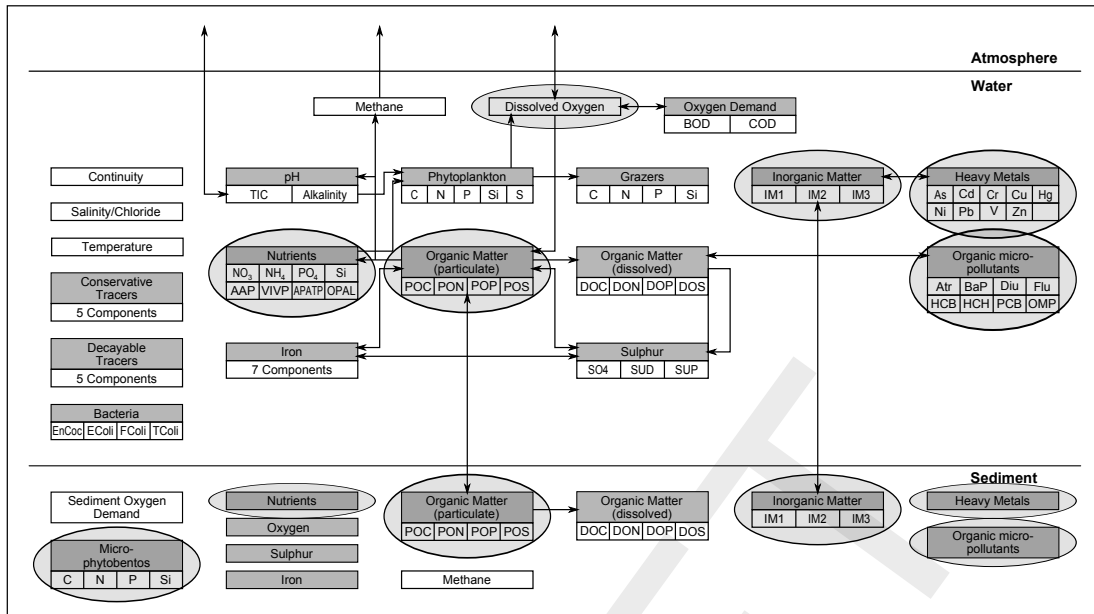 Atmosphere
Water
Methane
Dissolved Oxygen
Oxygen Demand
BOD COD
Continuity
pH
TIC Alkalinity
Phytoplankton
C N P Si S
Grazers
C N P Si
Inorganic Matter
IM1 IM2 IM3
Heavy Metals
As Cd Cr Cu Hg
Ni Pb V Zn
Salinity/Chloride
Temperature
Nutrients
NO3 NH4 PO4 Si
AAP VIVP APATP OPAL
Organic Matter
(particulate)
POC PON POP POS
Organic Matter
(dissolved)
DOC DON DOP DOS
Organic micro-
pollutants
Atr BaP Diu Flu
HCB HCH PCB OMP
Conservative
Tracers
5 Components
Decayable
Tracers
5 Components
Iron
7 Components
Sulphur
SO4 SUD SUP
Bacteria
EnCoc EColi FColi TColi
Sediment
Sediment Oxygen
Demand
Nutrients
Organic Matter
(particulate)
POC PON POP POS
Organic Matter
(dissolved)
DOC DON DOP DOS
Inorganic Matter
IM1 IM2 IM3
Heavy Metals
Oxygen
Micro-
phytobentos
C N P Si
Sulphur
Organic micro-
pollutants
Iron
Methane